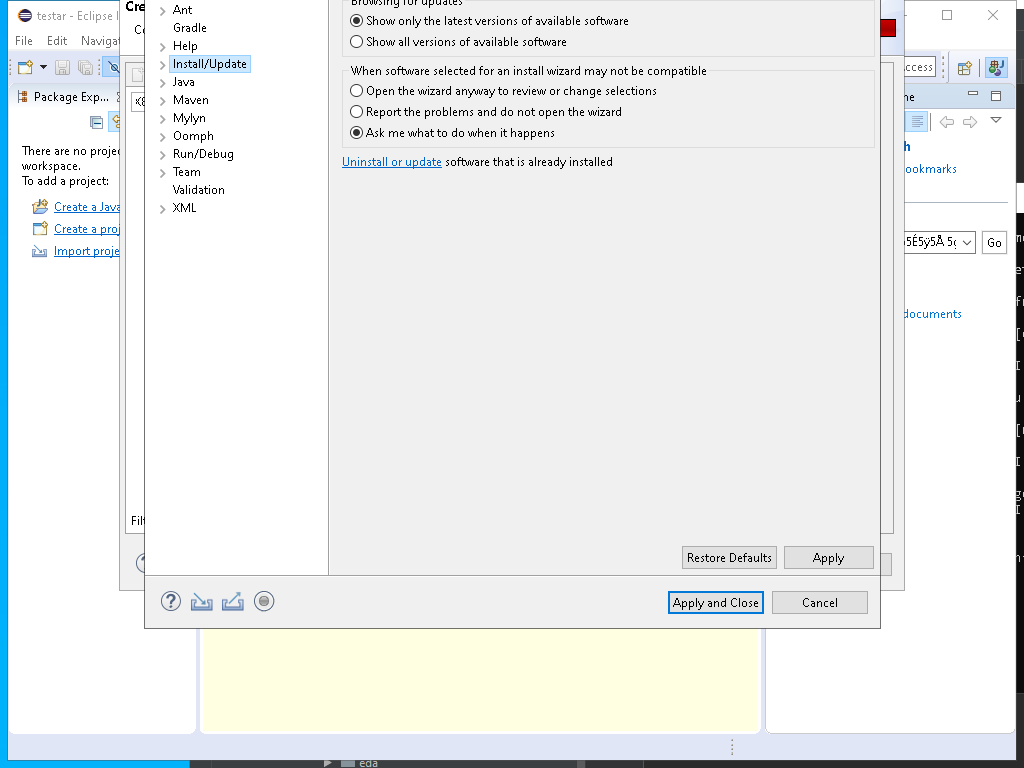 testar - Eclipse I
File Edit Navigat
Package Exp...
There are no projec
workspace.
To add a project:
Create a Java
Create a proj
Import proje
Cre
Ant
Gradle
Help
Install/Update
Java
Maven
Mylyn
Oomph
Run/Debug
Team
Validation
XML
Filt
Browsing for updates
Show only the latest versions of available software
Show all versions of available software
When software selected for an install wizard may not be compatible
Open the wizard anyway to review or change selections
Report the problems and do not open the wizard
Ask me what to do when it happens
Uninstall or update software that is already installed
Restore Defaults Apply
Apply and Close Cancel
ccess
ne
h
ookmarks
Go
documents
eda